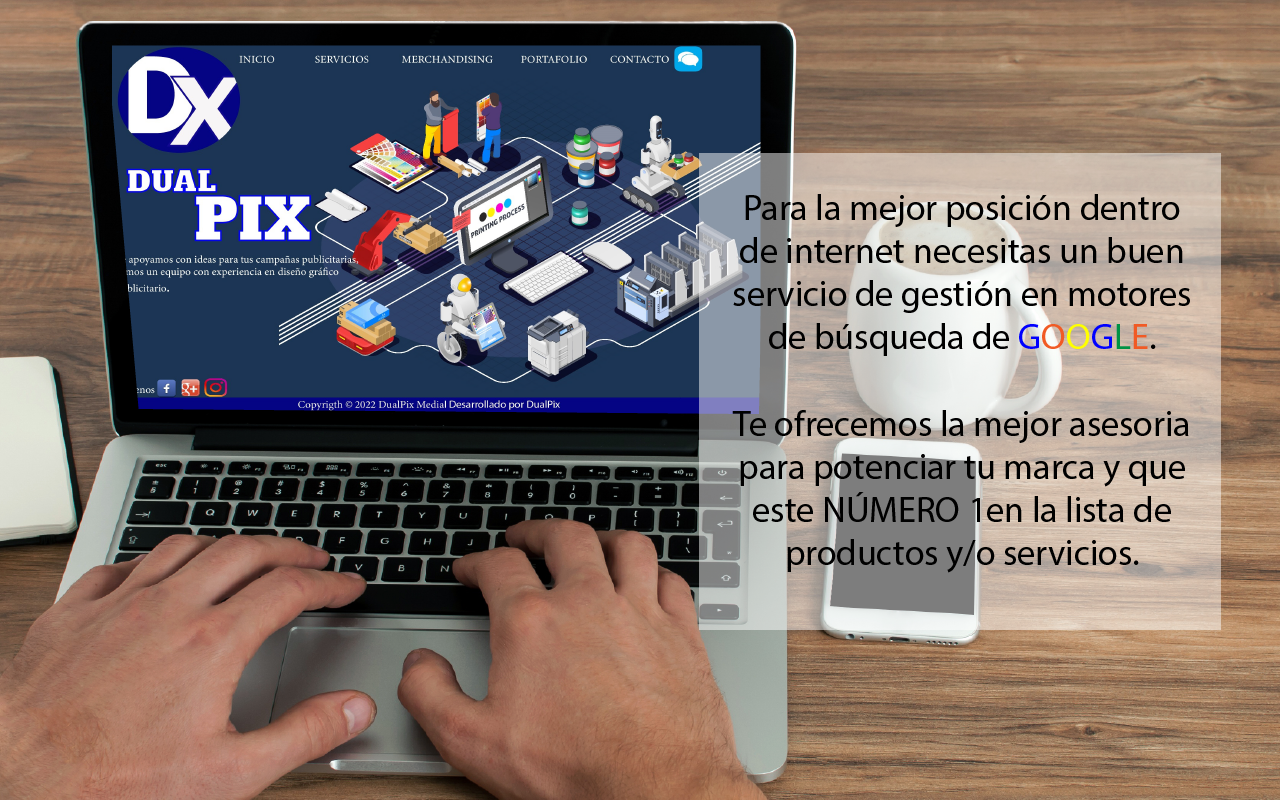 INICIO
SERVICIOS
MERCHANDISING
PORTAFOLIO
CONTACTO
DX
DUAL
PIX
apoyamos con ideas para tus campañas publicitarias,
mos un equipo con experiencia en diseño gráfico
blicitario.
PRINTING PROCESS
enos
Copyrigth © 2022 DualPix Medial Desarrollado por DualPix
Para la mejor posición dentro
de internet necesitas un buen
servicio de gestión en motores
de búsqueda de GOOGLE.
Te ofrecemos la mejor asesoria
para potenciar tu marca y que
este NÚMERO 1en la lista de
productos y/o servicios.